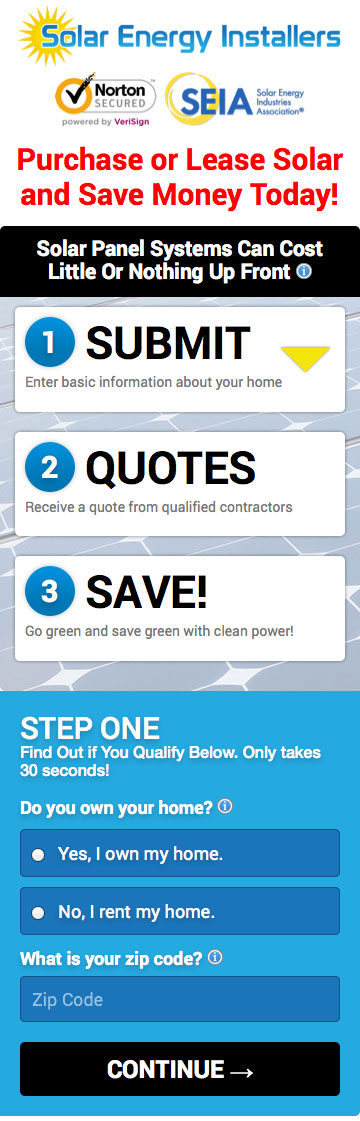 Solar Energy Installers
Norton™
SECURED
powered by VeriSign
SEIA
Solar Energy
Industries
Association®
Purchase or Lease Solar
and Save Money Today!
Solar Panel Systems Can Cost
Little Or Nothing Up Front i
1 SUBMIT
Enter basic information about your home
2 QUOTES
Receive a quote from qualified contractors
3 SAVE!
Go green and save green with clean power!
STEP ONE
Find Out if You Qualify Below. Only takes
30 seconds!
Do you own your home? i
Yes, I own my home.
No, I rent my home.
What is your zip code? i
Zip Code
CONTINUE →